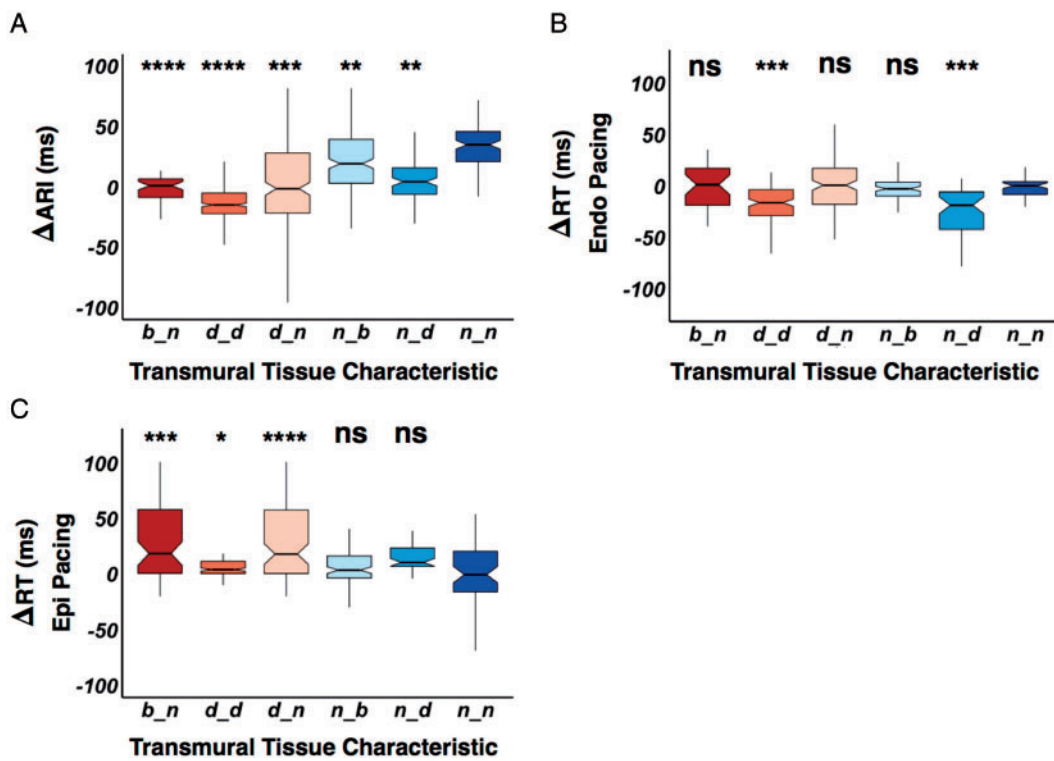 A
ΔARI (ms)
100
50
0
-50
-100
**** **** *** ** **
b_n d_d d_n n_b n_d n_n
Transmural Tissue Characteristic
B
ΔRT (ms)
Endo Pacing
100
50
0
-50
-100
ns *** ns ns ***
b_n d_d d_n n_b n_d n_n
Transmural Tissue Characteristic
C
ΔRT (ms)
Epi Pacing
100
50
0
-50
-100
*** * **** ns ns
b_n d_d d_n n_b n_d n_n
Transmural Tissue Characteristic